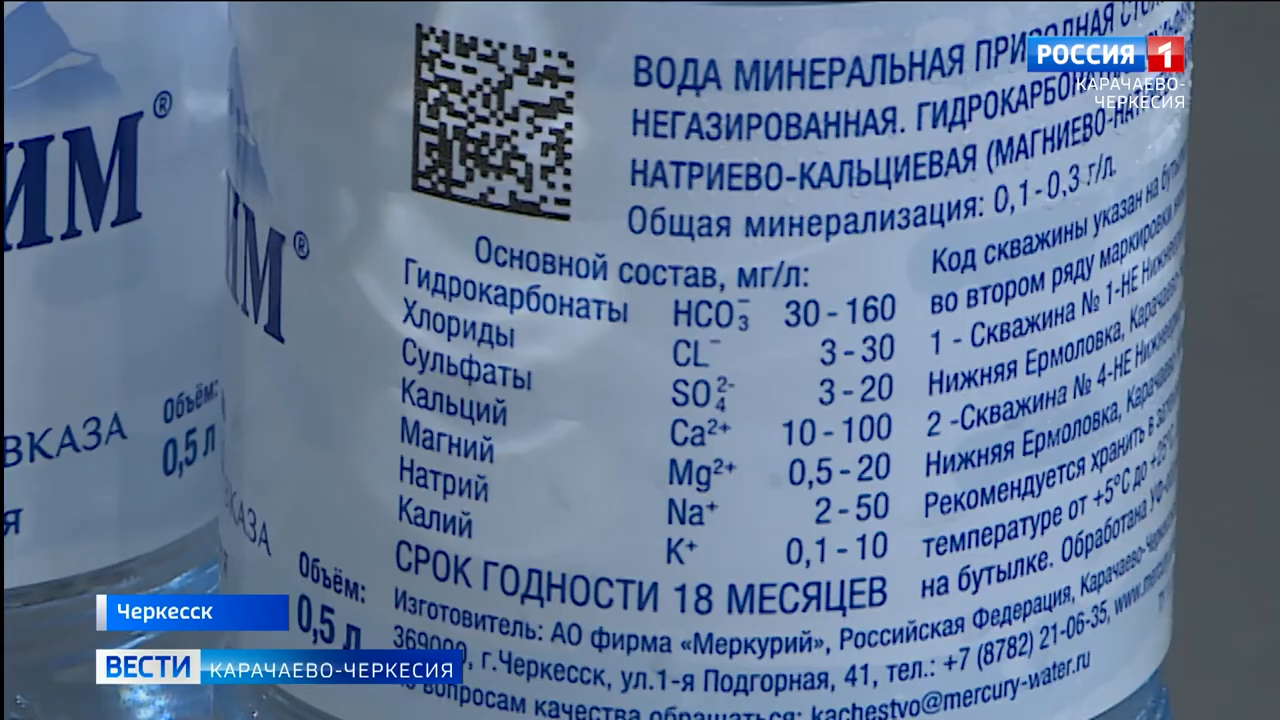 РОССИЯ 1
КАРАЧАЕВО-
ЧЕРКЕСИЯ
ИМ®
ВКАЗА
Объём:
0,5 л
ИМ®
КАЗА
Объём:
0,5 л
ВОДА МИНЕРАЛЬНАЯ ПРИРОДНАЯ
НЕГАЗИРОВАННАЯ. ГИДРОКАРБОН
НАТРИЕВО-КАЛЬЦИЕВАЯ (МАГНИЕВО-НАТ
Общая минерализация: 0,1-0,3 г/л.
Основной состав, мг/л:
Гидрокарбонаты HCO₃⁻ 30-160
Хлориды CL⁻ 3-30
Сульфаты SO₄²⁻ 3-20
Кальций Ca²⁺ 10-100
Магний Mg²⁺ 0,5-20
Натрий Na⁺ 2-50
Калий K⁺ 0,1-10
Код скважины указан на
во втором ряду маркировки
1 - Скважина № 1-НЕ
Нижняя Ермоловка,
2 -Скважина № 4-НЕ
Нижняя Ермоловка,
Рекомендуется хранить в
температуре от +5°С до
на бутылке. Обработана
СРОК ГОДНОСТИ 18 МЕСЯЦЕВ
Изготовитель: АО фирма «Меркурий», Российская Федерация,
369000, г.Черкесск, ул.1-я Подгорная, 41, тел.: +7 (8782) 21-06-35,
вопросам качества обращаться: kachestvo@mercury-water.ru
Черкесск
ВЕСТИ КАРАЧАЕВО-ЧЕРКЕСИЯ